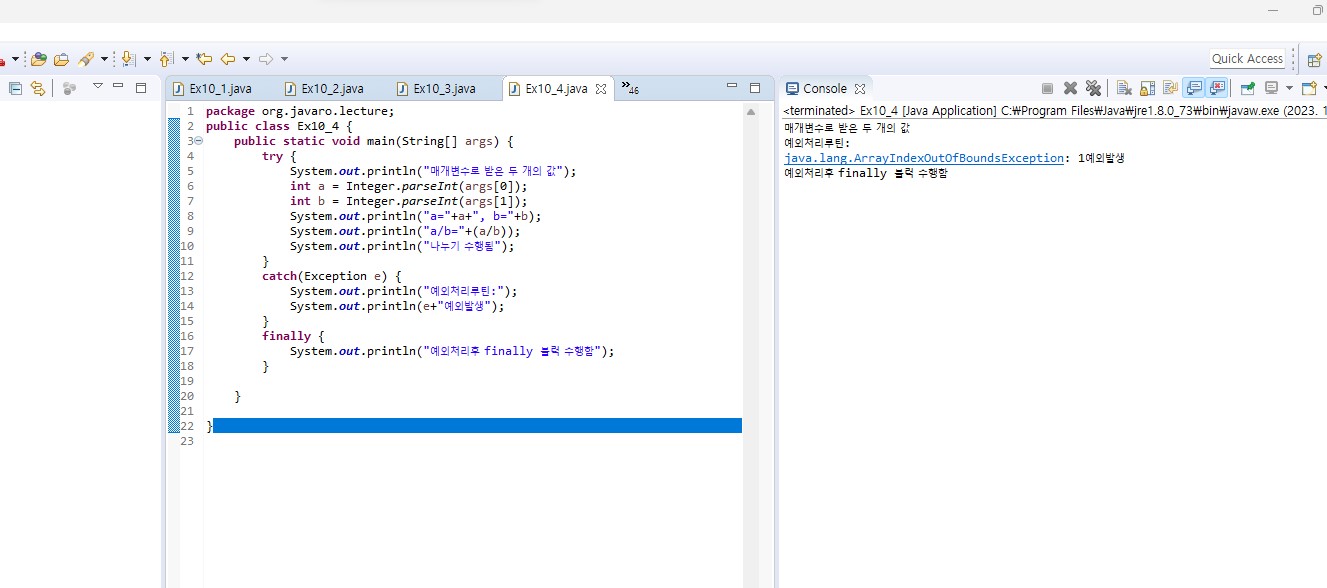 Quick Access
Ex10_1.java
Ex10_2.java
Ex10_3.java
Ex10_4.java
»46
Console
1 package org.javaro.lecture;
2 public class Ex10_4 {
3 public static void main(String[] args) {
4 try {
5 System.out.println("매개변수로 받은 두 개의 값");
6 int a = Integer.parseInt(args[0]);
7 int b = Integer.parseInt(args[1]);
8 System.out.println("a="+a+", b="+b);
9 System.out.println("a/b="+(a/b));
10 System.out.println("나누기 수행됨");
11 }
12 catch(Exception e) {
13 System.out.println("예외처리루틴:");
14 System.out.println(e+"예외발생");
15 }
16 finally {
17 System.out.println("예외처리후 finally 블럭 수행함");
18 }
19
20 }
21
22 }
23
<terminated> Ex10_4 [Java Application] C:₩Program Files₩Java₩jre1.8.0_73₩bin₩javaw.exe (2023. 1
매개변수로 받은 두 개의 값
예외처리루틴:
java.lang.ArrayIndexOutOfBoundsException: 1예외발생
예외처리후 finally 블럭 수행함